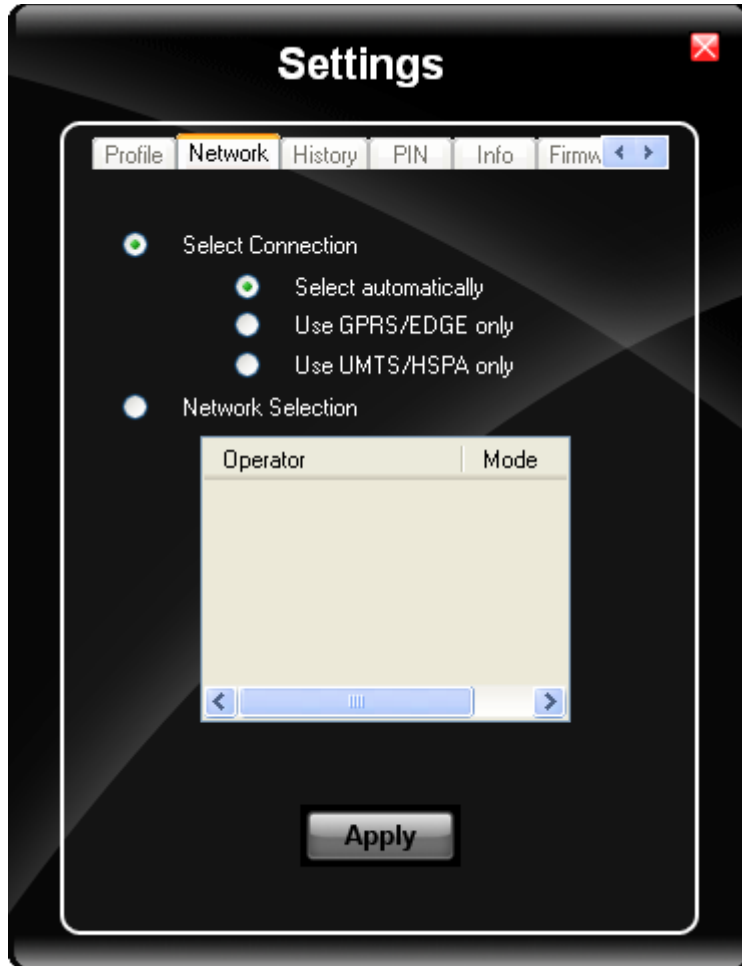 Settings
Profile Network History PIN Info Firmw
Select Connection
Select automatically
Use GPRS/EDGE only
Use UMTS/HSPA only
Network Selection
Operator Mode
Apply